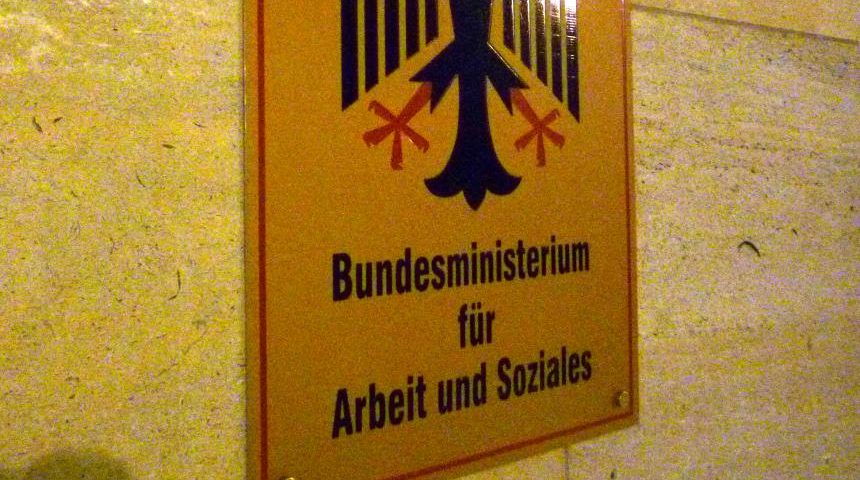 Bundesministerium
für
Arbeit und Soziales